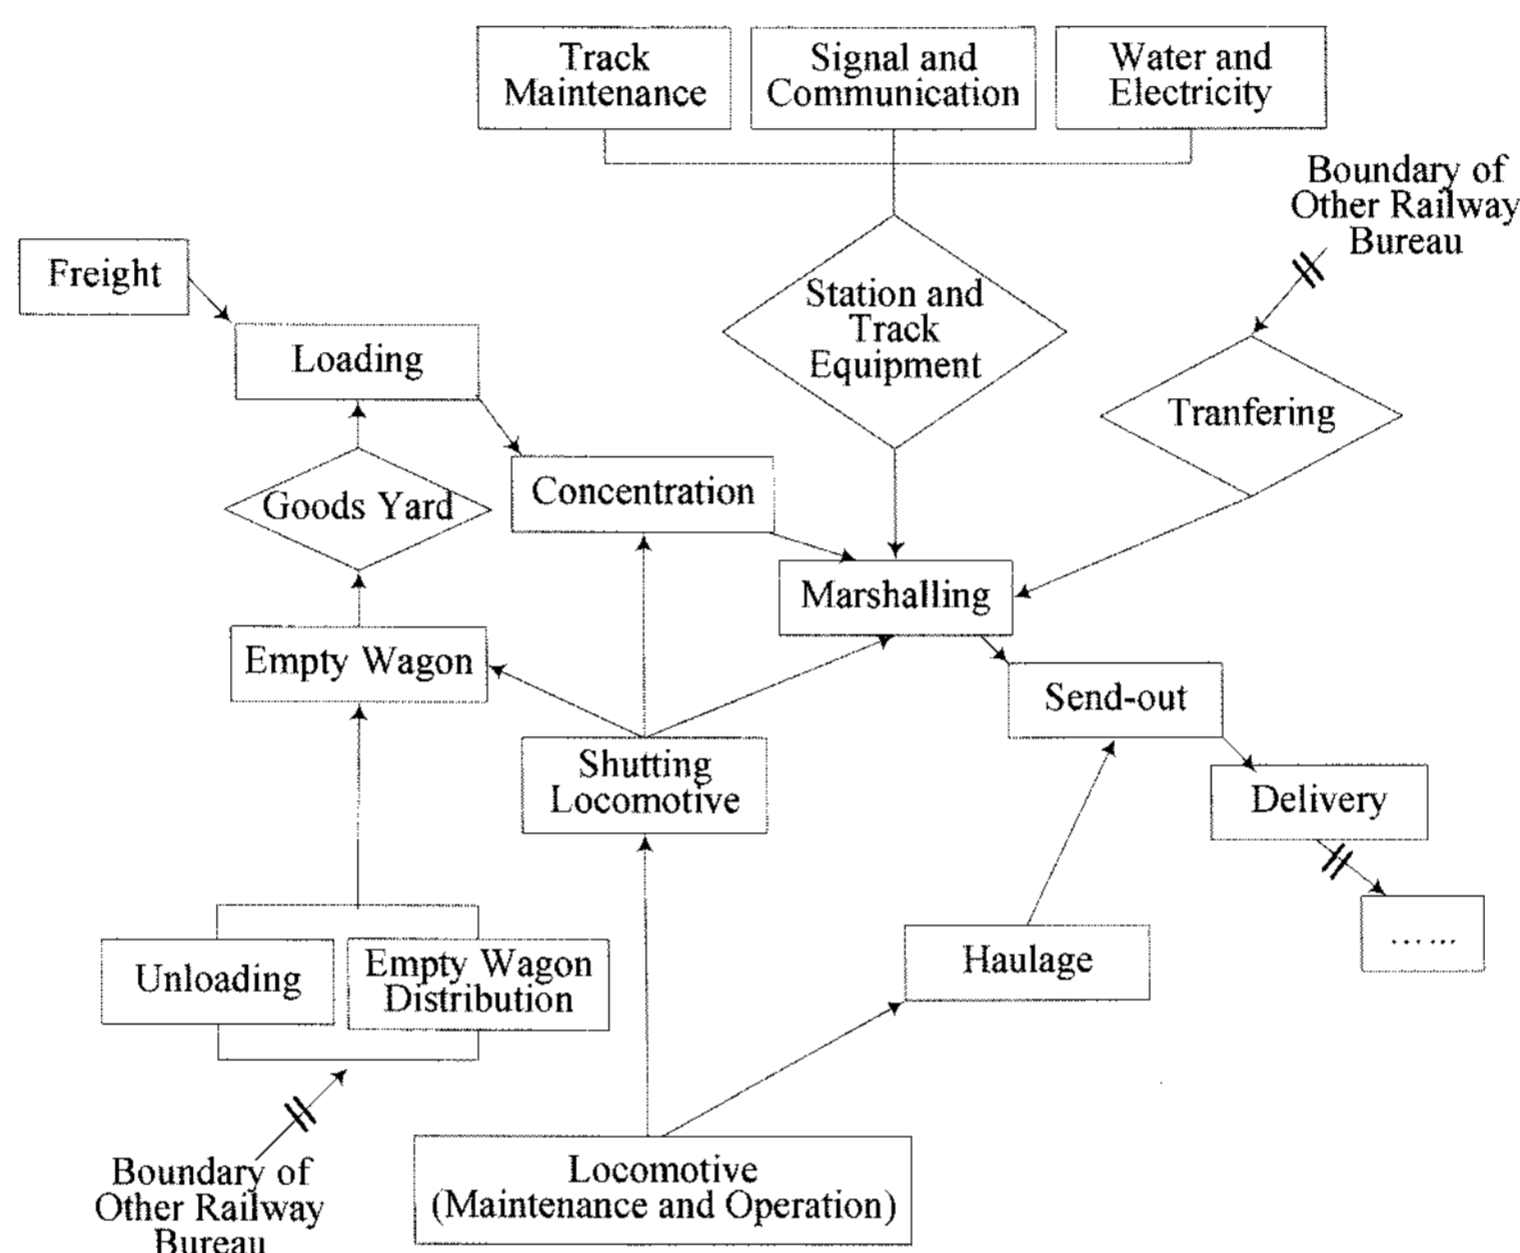 Track
Maintenance
Signal and
Communication
Water and
Electricity
Boundary of
Other Railway
Bureau
Freight
Loading
Station and
Track
Equipment
Tranfering
Goods Yard
Concentration
Marshalling
Empty Wagon
Send-out
Shutting
Locomotive
Delivery
Unloading
Empty Wagon
Distribution
Haulage
......
Boundary of
Other Railway
Bureau
Locomotive
(Maintenance and Operation)